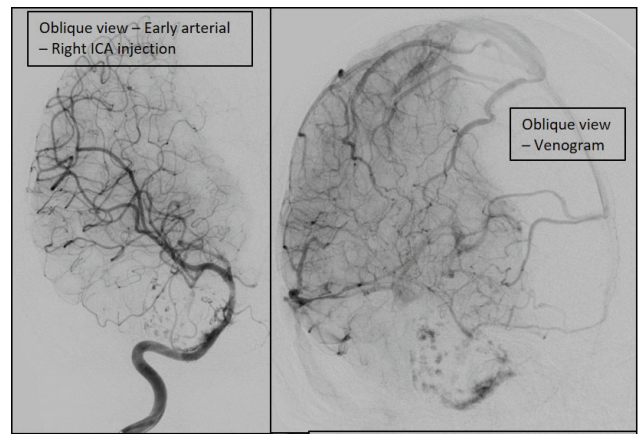 Oblique view – Early arterial
– Right ICA injection
Oblique view
– Venogram